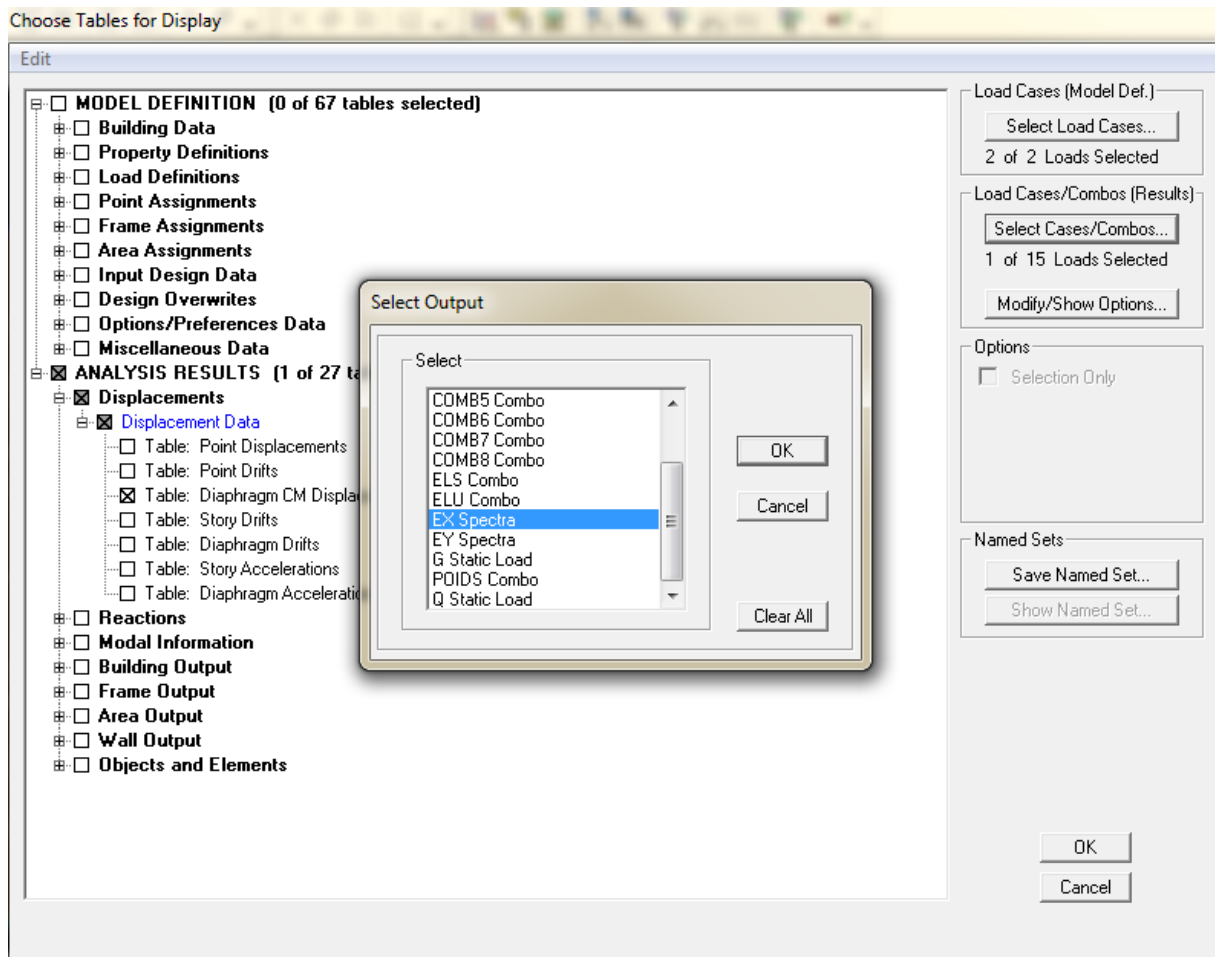 Choose Tables for Display
Edit
MODEL DEFINITION (0 of 67 tables selected)
Building Data
Property Definitions
Load Definitions
Point Assignments
Frame Assignments
Area Assignments
Input Design Data
Design Overwrites
Options/Preferences Data
Miscellaneous Data
ANALYSIS RESULTS (1 of 27
Displacements
Displacement Data
Table: Point Displacements
Table: Point Drifts
Table: Diaphragm CM
Table: Story Drifts
Table: Diaphragm Drifts
Table: Story Accelerations
Table: Diaphragm
Reactions
Modal Information
Building Output
Frame Output
Area Output
Wall Output
Objects and Elements
Select Output
Select
COMB5 Combo
COMB6 Combo
COMB7 Combo
COMB8 Combo
ELS Combo
ELU Combo
EX Spectra
EY Spectra
G Static Load
POIDS Combo
Q Static Load
OK
Cancel
Clear All
Load Cases (Model Def.)
Select Load Cases...
2 of 2 Loads Selected
Load Cases/Combos (Results)
Select Cases/Combos...
1 of 15 Loads Selected
Modify/Show Options...
Options
Selection Only
Named Sets
Save Named Set...
Show Named Set...
OK
Cancel